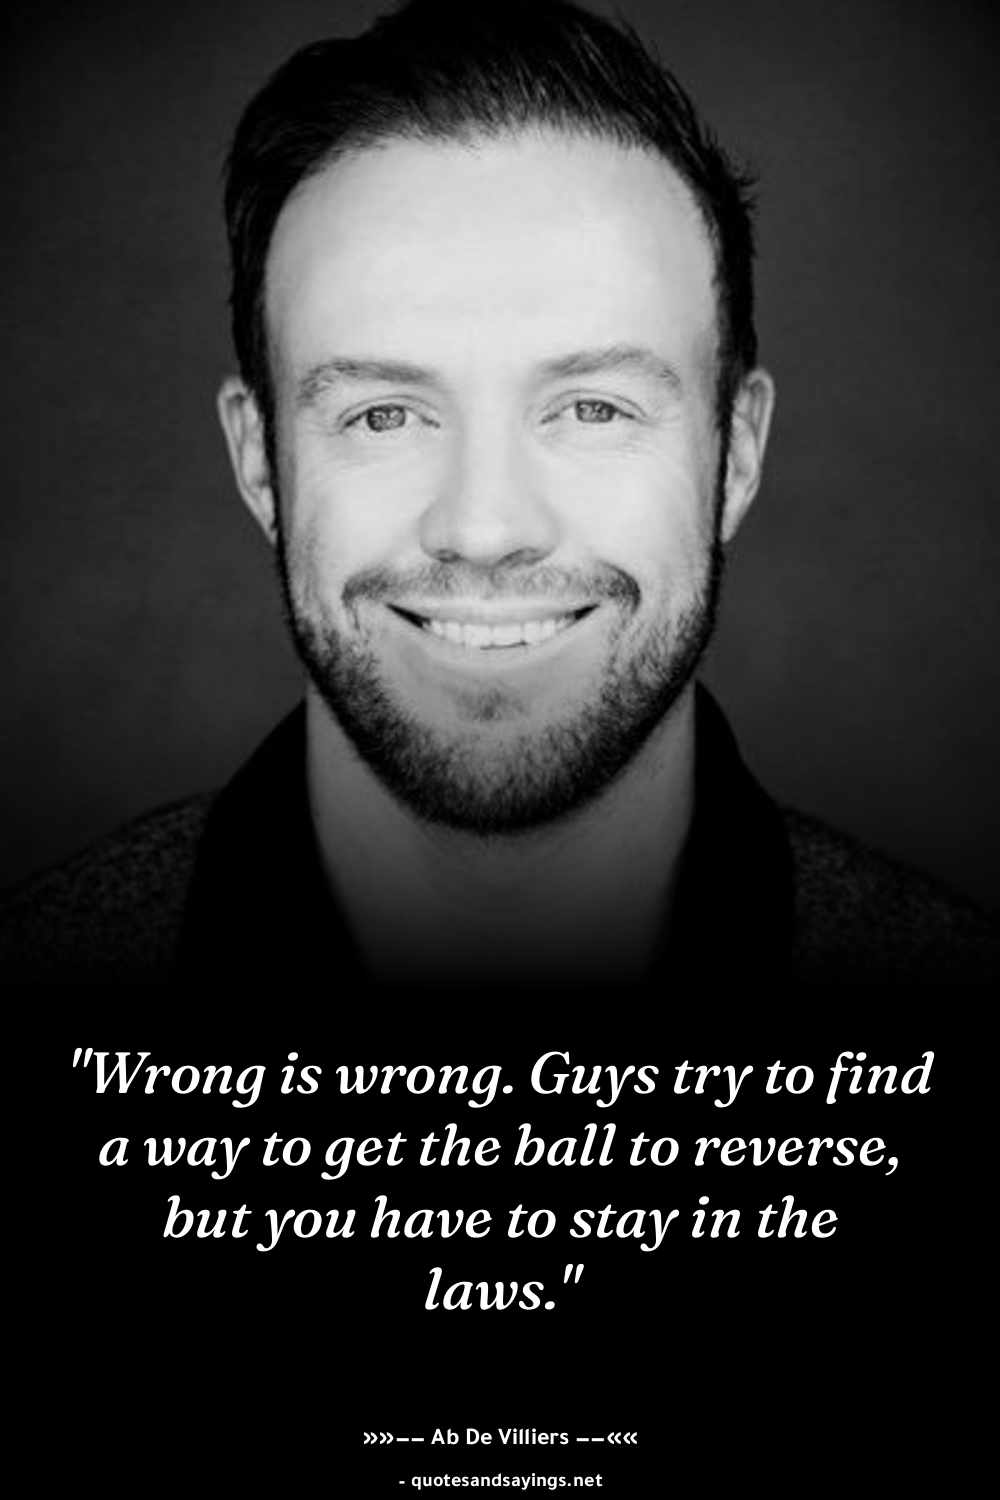 "Wrong is wrong. Guys try to find
a way to get the ball to reverse,
but you have to stay in the
laws."
»»–– Ab De Villiers ––««
- quotesandsayings.net